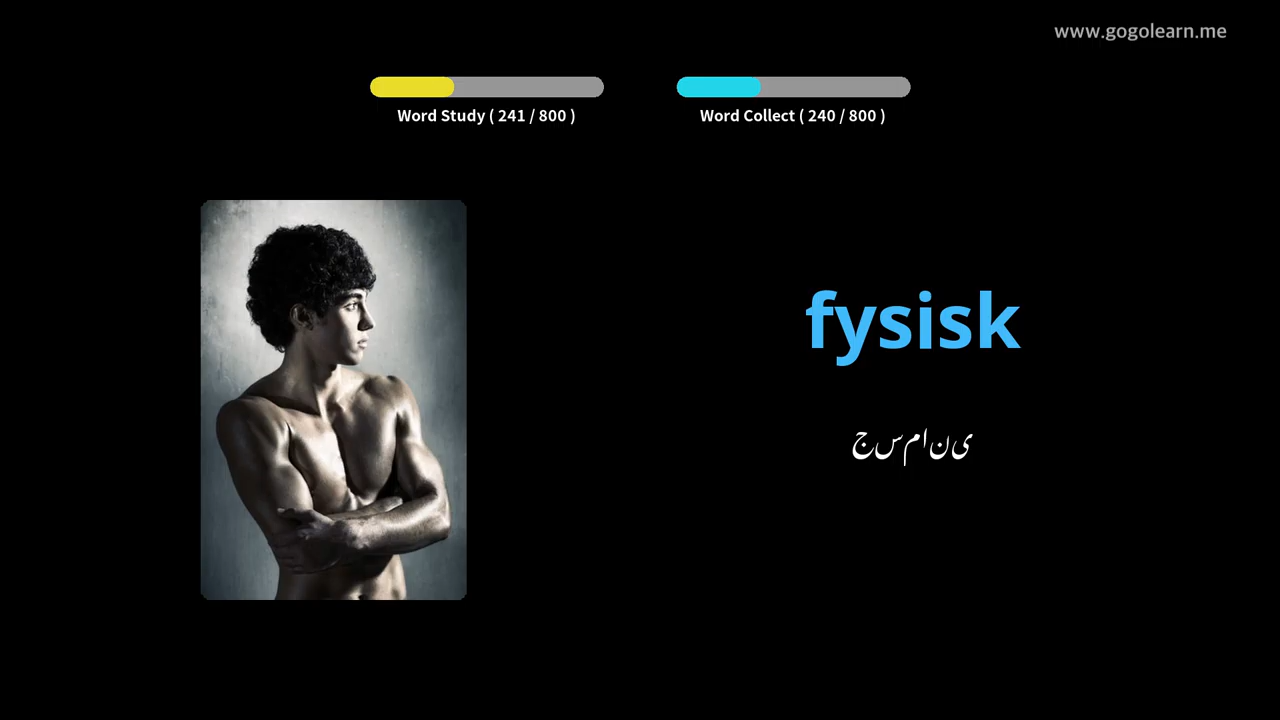 www.gogolearn.me
Word Study ( 241 / 800 )
Word Collect ( 240 / 800 )
fysisk
جسمانی